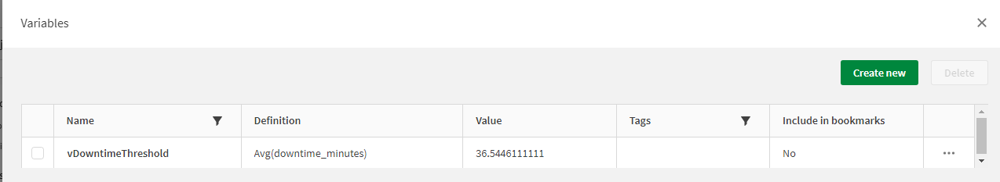 Variables
Create new
Delete
Name Definition Value Tags Include in bookmarks
vDowntimeThreshold Avg(downtime_minutes) 36.5446111111 No